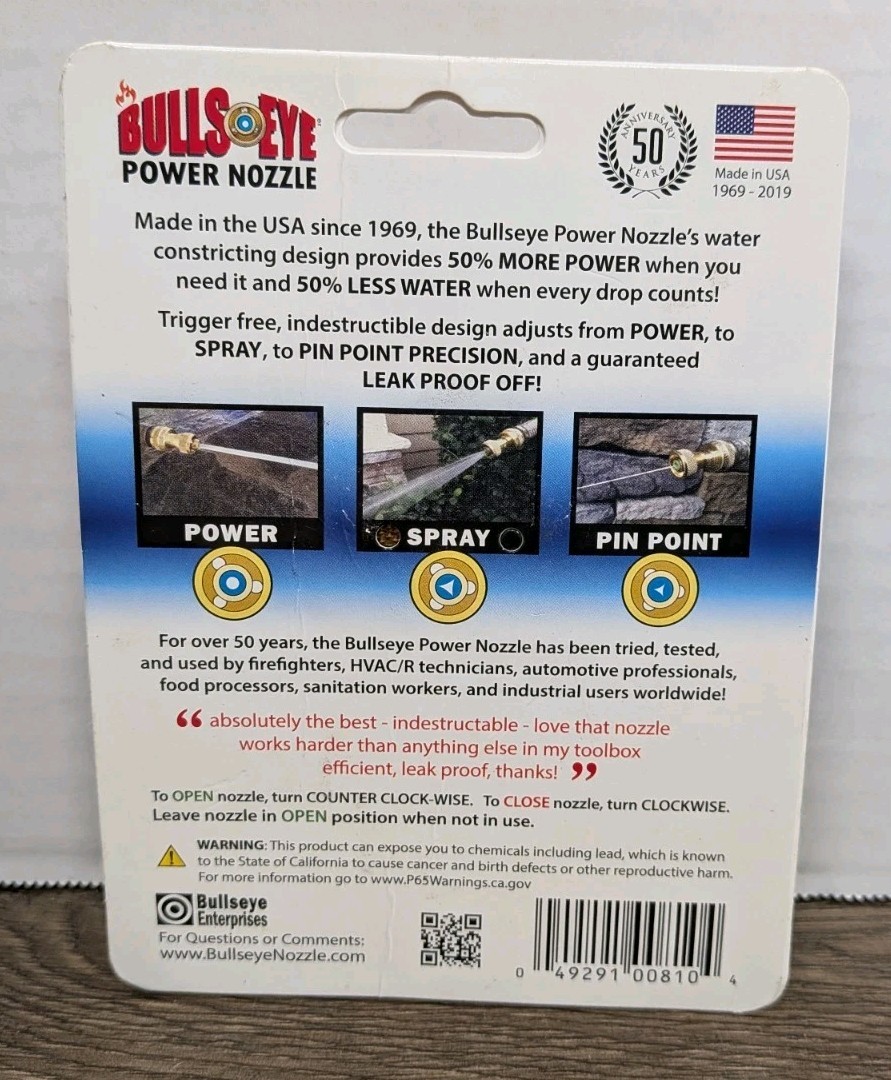 BULLSEYE
POWER NOZZLE
ANNIVERSARY
50
YEARS
Made in USA
1969 - 2019
Made in the USA since 1969, the Bullseye Power Nozzle's water
constricting design provides 50% MORE POWER when you
need it and 50% LESS WATER when every drop counts!
Trigger free, indestructible design adjusts from POWER, to
SPRAY, to PIN POINT PRECISION, and a guaranteed
LEAK PROOF OFF!
POWER
SPRAY
PIN POINT
For over 50 years, the Bullseye Power Nozzle has been tried, tested,
and used by firefighters, HVAC/R technicians, automotive professionals,
food processors, sanitation workers, and industrial users worldwide!
“ absolutely the best - indestructable - love that nozzle
works harder than anything else in my toolbox
efficient, leak proof, thanks! ”
To OPEN nozzle, turn COUNTER CLOCK-WISE. To CLOSE nozzle, turn CLOCKWISE.
Leave nozzle in OPEN position when not in use.
WARNING: This product can expose you to chemicals including lead, which is known
to the State of California to cause cancer and birth defects or other reproductive harm.
For more information go to www.P65Warnings.ca.gov
Bullseye
Enterprises
For Questions or Comments:
www.BullseyeNozzle.com
0 49291 00810 4